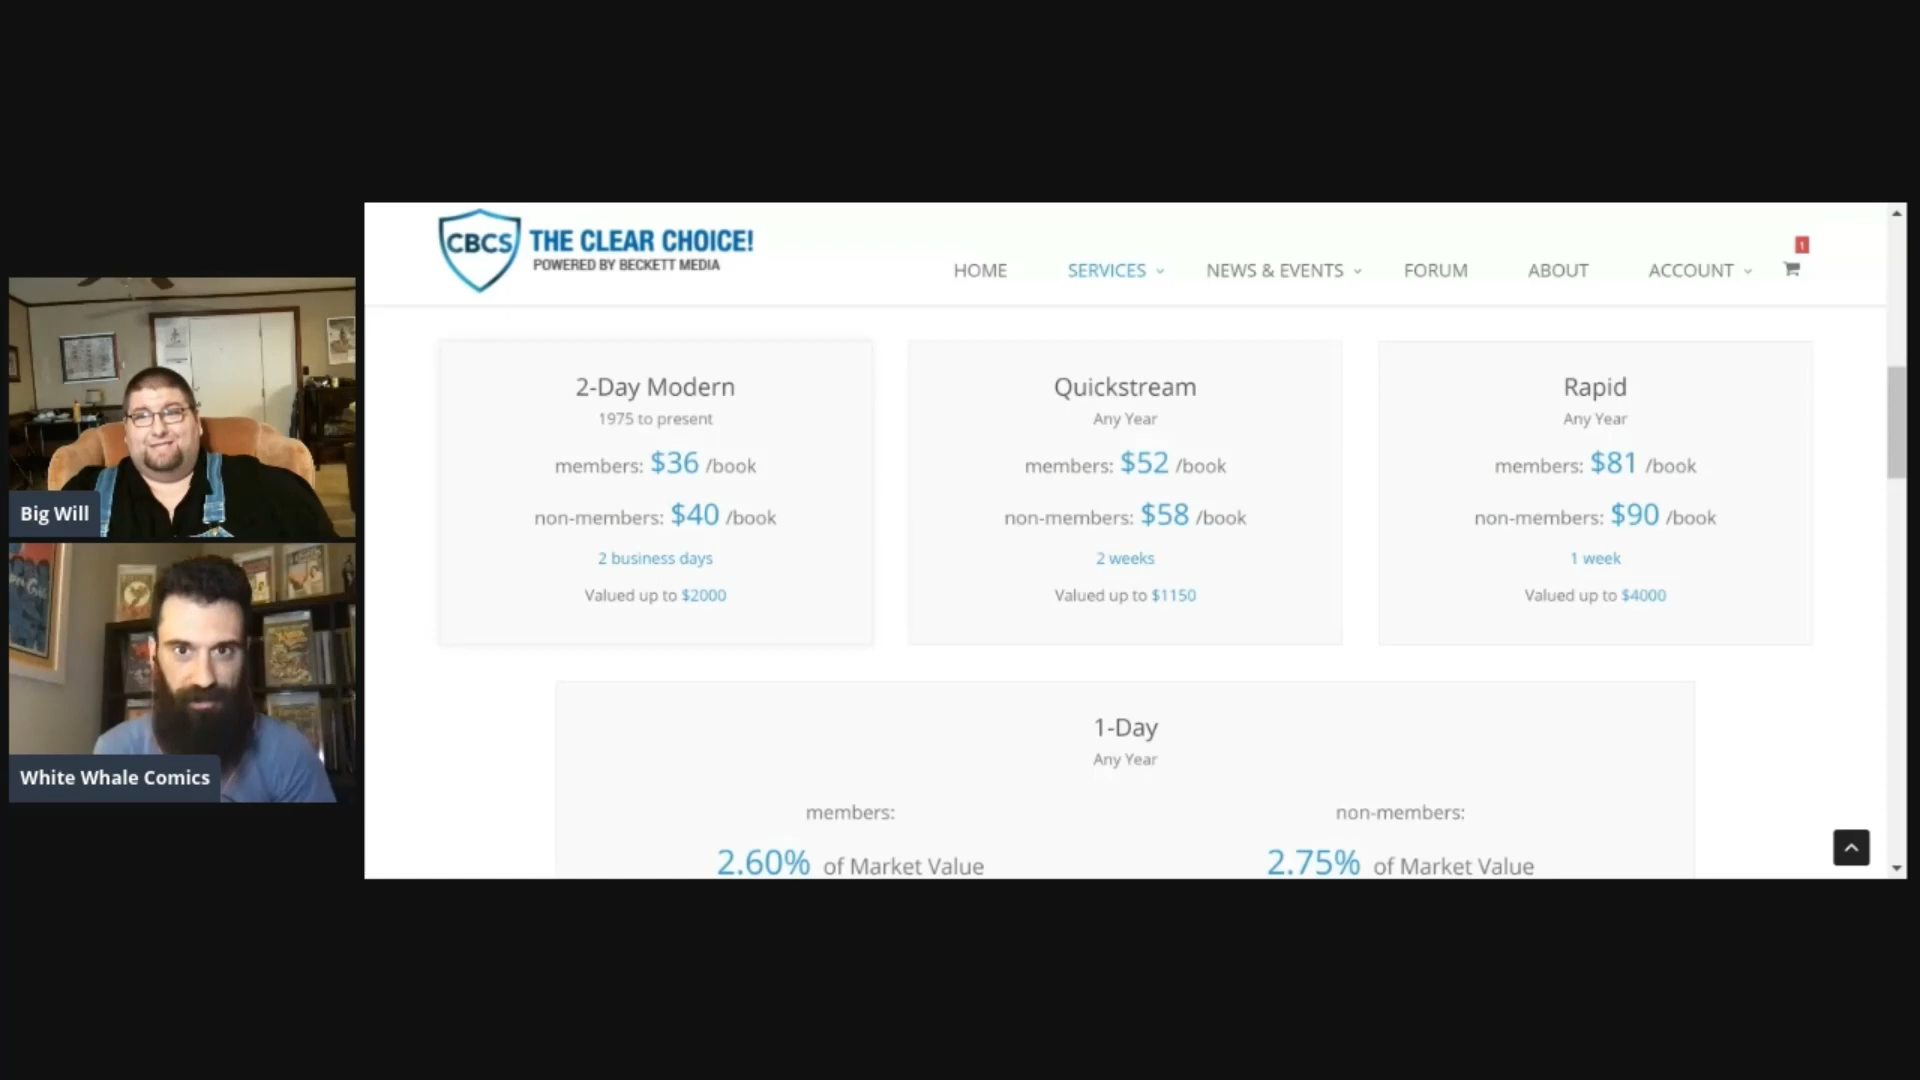 CBCS
THE CLEAR CHOICE!
POWERED BY BECKETT MEDIA
HOME
SERVICES
NEWS & EVENTS
FORUM
ABOUT
ACCOUNT
1
2-Day Modern
1975 to present
members: $36 /book
non-members: $40 /book
2 business days
Valued up to $2000
Quickstream
Any Year
members: $52 /book
non-members: $58 /book
2 weeks
Valued up to $1150
Rapid
Any Year
members: $81 /book
non-members: $90 /book
1 week
Valued up to $4000
1-Day
Any Year
members:
2.60% of Market Value
non-members:
2.75% of Market Value
Big Will
White Whale Comics